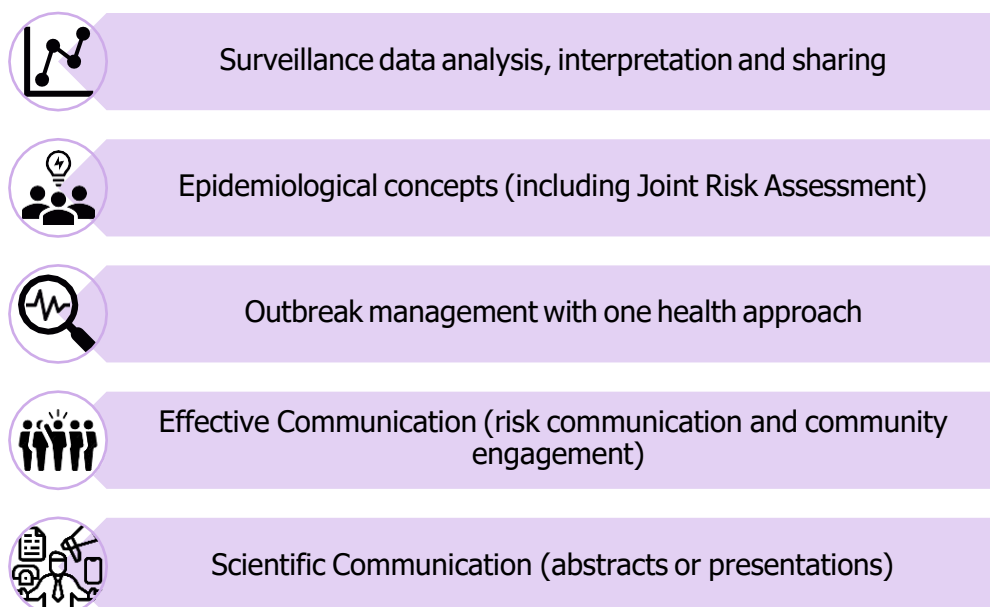 Surveillance data analysis, interpretation and sharing
Epidemiological concepts (including Joint Risk Assessment)
Outbreak management with one health approach
Effective Communication (risk communication and community
engagement)
Scientific Communication (abstracts or presentations)